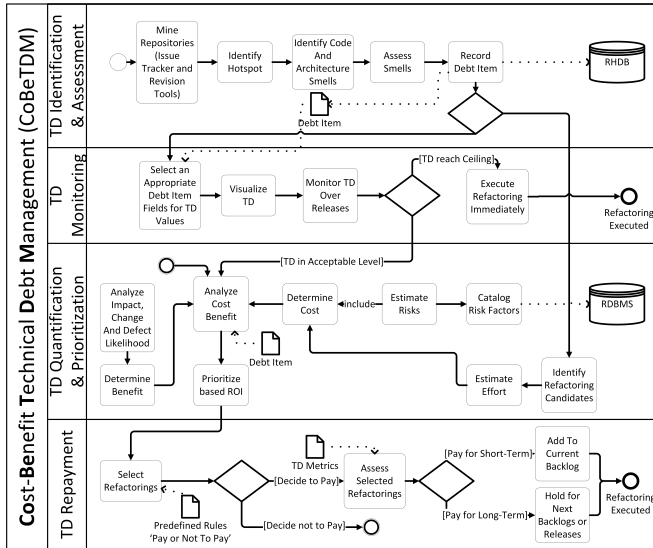 Cost-Benefit Technical Debt Management (CoBeTDM)
TD Identification
& Assessment
Mine
Repositories
(Issue
Tracker and
Revision
Tools)
Identify
Hotspot
Identify Code
And
Architecture
Smells
Assess
Smells
Record
Debt Item
RHDB
Debt Item
TD
Monitoring
Select an
Appropriate
Debt Item
Fields for TD
Values
Visualize
TD
Monitor TD
Over
Releases
[TD reach Ceiling]
Execute
Refactoring
Immediately
Refactoring
Executed
[TD in Acceptable Level]
TD Quantification
& Prioritization
Analyze
Impact,
Change
And Defect
Likelihood
Analyze
Cost
Benefit
Determine
Cost
include
Estimate
Risks
Catalog
Risk Factors
RDBMS
Debt Item
Determine
Benefit
Prioritize
based ROI
Estimate
Effort
Identify
Refactoring
Candidates
TD Repayment
Select
Refactorings
Predefined Rules
‘Pay or Not To Pay’
[Decide to Pay]
[Decide not to Pay]
TD Metrics
Assess
Selected
Refactorings
[Pay for Short-Term]
Add To
Current
Backlog
[Pay for Long-Term]
Hold for
Next
Backlogs or
Releases
Refactoring
Executed